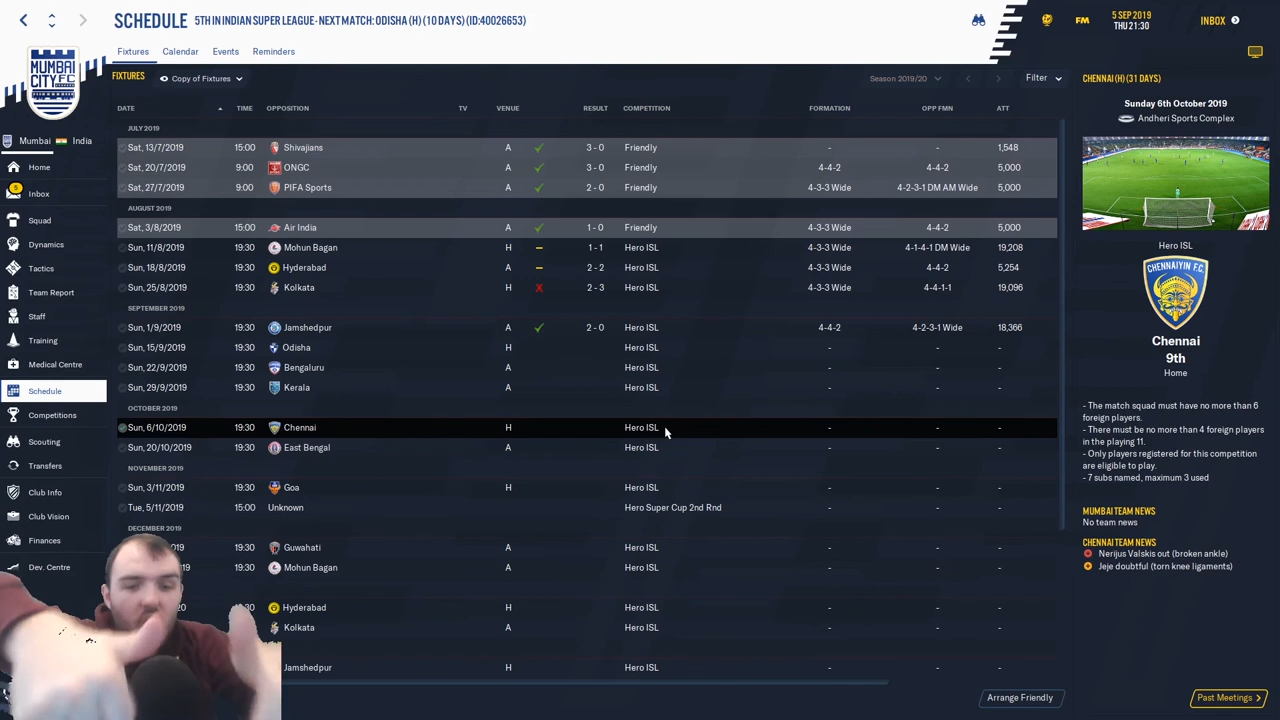 SCHEDULE
5TH IN INDIAN SUPER LEAGUE - NEXT MATCH: ODISHA (H) (10 DAYS) (ID:40026653)
FM
5 SEP 2019
THU 21:30
INBOX
Fixtures Calendar Events Reminders
MUMBAI
CITY FC
FIXTURES Copy of Fixtures Season 2019/20 Filter
DATE TIME OPPOSITION TV VENUE RESULT COMPETITION FORMATION OPP FMN ATT
JULY 2019
Sat, 13/7/2019 15:00 Shivajians A 3 - 0 Friendly - - 1,548
Sat, 20/7/2019 9:00 ONGC A 3 - 0 Friendly 4-4-2 4-4-2 5,000
Sat, 27/7/2019 9:00 PIFA Sports A 2 - 0 Friendly 4-3-3 Wide 4-2-3-1 DM AM Wide 5,000
AUGUST 2019
Sat, 3/8/2019 15:00 Air India A 1 - 0 Friendly 4-3-3 Wide 4-4-2 5,000
Sun, 11/8/2019 19:30 Mohun Bagan H 1 - 1 Hero ISL 4-3-3 Wide 4-1-4-1 DM Wide 19,208
Sun, 18/8/2019 19:30 Hyderabad A 2 - 2 Hero ISL 4-3-3 Wide 4-4-2 5,254
Sun, 25/8/2019 19:30 Kolkata H 2 - 3 Hero ISL 4-3-3 Wide 4-4-1-1 19,096
SEPTEMBER 2019
Sun, 1/9/2019 19:30 Jamshedpur A 2 - 0 Hero ISL 4-4-2 4-2-3-1 Wide 18,366
Sun, 15/9/2019 19:30 Odisha H Hero ISL - - -
Sun, 22/9/2019 19:30 Bengaluru A Hero ISL - - -
Sun, 29/9/2019 19:30 Kerala A Hero ISL - - -
OCTOBER 2019
Sun, 6/10/2019 19:30 Chennai H Hero ISL - - -
Sun, 20/10/2019 19:30 East Bengal A Hero ISL - - -
NOVEMBER 2019
Sun, 3/11/2019 19:30 Goa H Hero ISL - - -
Tue, 5/11/2019 15:00 Unknown Hero Super Cup 2nd Rnd - - -
DECEMBER 2019
2019 19:30 Guwahati A Hero ISL - - -
2019 19:30 Mohun Bagan A Hero ISL - - -
Hyderabad H Hero ISL - - -
Kolkata A Hero ISL - - -
Jamshedpur H Hero ISL - - -
Arrange Friendly
Mumbai India
Home
5
Inbox
Squad
Dynamics
Tactics
Team Report
Staff
Training
Medical Centre
Schedule
Competitions
Scouting
Transfers
Club Info
Club Vision
Finances
Dev. Centre
CHENNAI (H) (31 DAYS)
Sunday 6th October 2019
Andheri Sports Complex
Hero ISL
CHENNAIYIN F.C.
Chennai
9th
Home
- The match squad must have no more than 6
foreign players.
- There must be no more than 4 foreign players
in the playing 11.
- Only players registered for this competition
are eligible to play.
- 7 subs named, maximum 3 used
MUMBAI TEAM NEWS
No team news
CHENNAI TEAM NEWS
Nerijus Valskis out (broken ankle)
Jeje doubtful (torn knee ligaments)
Past Meetings >